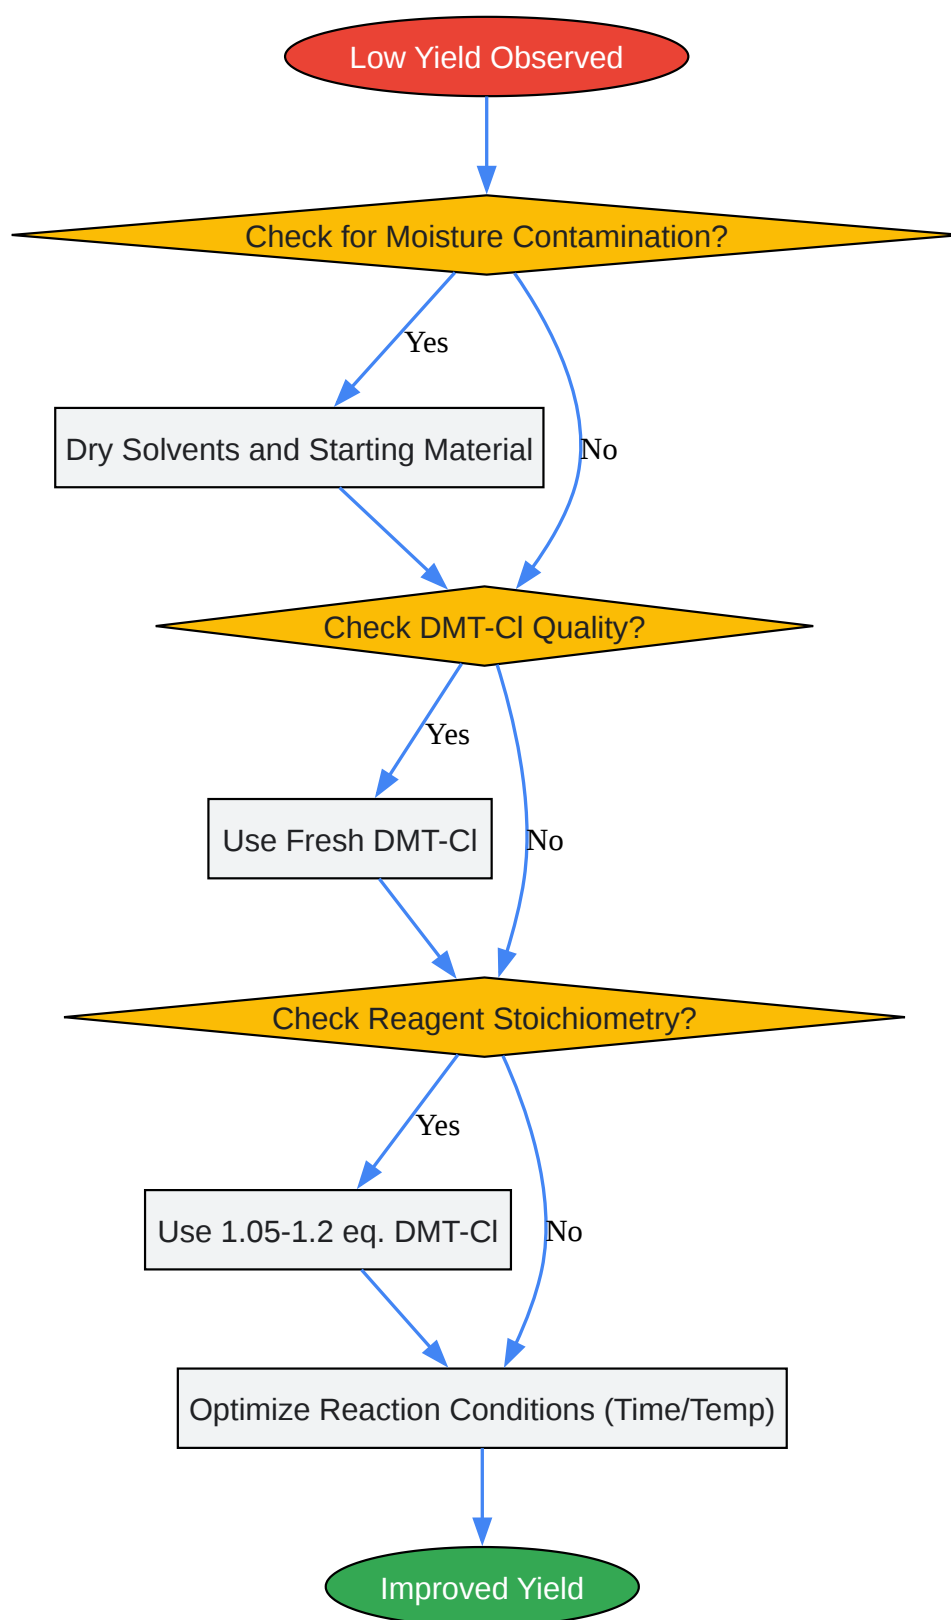 Low Yield Observed
Check for Moisture Contamination?
Yes
Dry Solvents and Starting Material
No
Check DMT-Cl Quality?
Yes
Use Fresh DMT-Cl
No
Check Reagent Stoichiometry?
Yes
Use 1.05-1.2 eq. DMT-Cl
No
Optimize Reaction Conditions (Time/Temp)
Improved Yield